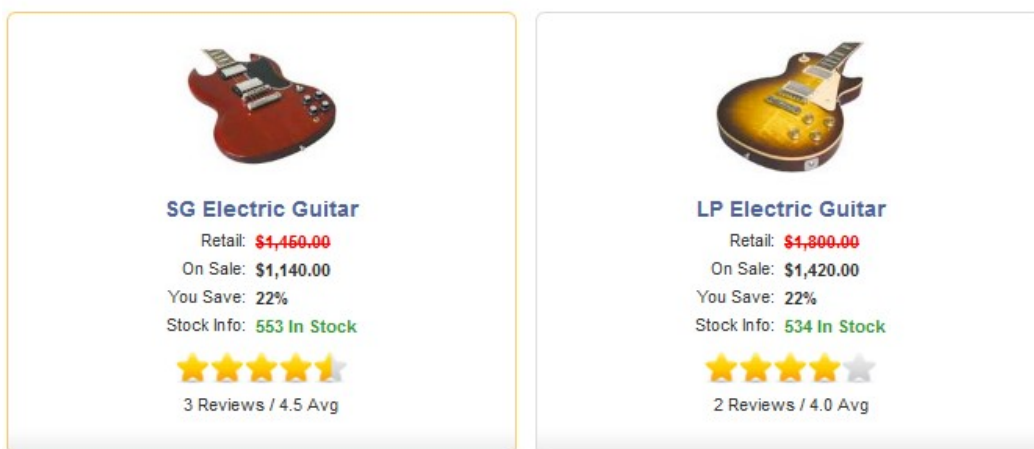 SG Electric Guitar
Retail: $1,450.00
On Sale: $1,140.00
You Save: 22%
Stock Info: 553 In Stock
3 Reviews / 4.5 Avg
LP Electric Guitar
Retail: $1,800.00
On Sale: $1,420.00
You Save: 22%
Stock Info: 534 In Stock
2 Reviews / 4.0 Avg